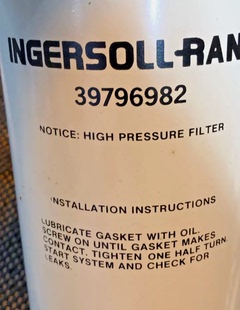 INGERSOLL-RAN
39796982
NOTICE: HIGH PRESSURE FILTER
INSTALLATION INSTRUCTIONS
LUBRICATE GASKET WITH OIL.
SCREW ON UNTIL GASKET MAKES
CONTACT. TIGHTEN ONE HALF TURN.
START SYSTEM AND CHECK FOR
LEAKS.